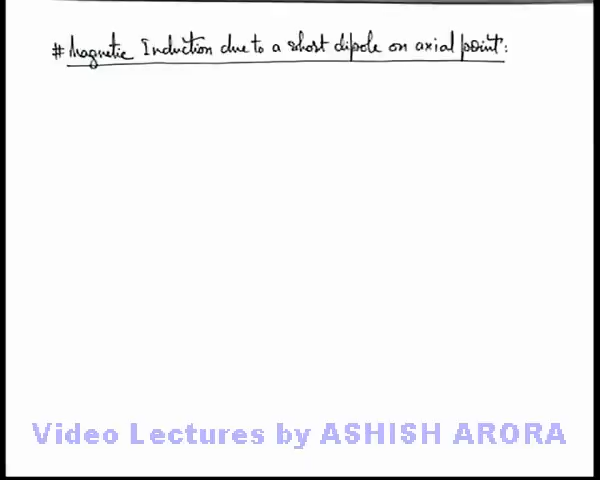 # Magnetic Induction due to a short dipole on axial point:
Video Lectures by ASHISH ARORA